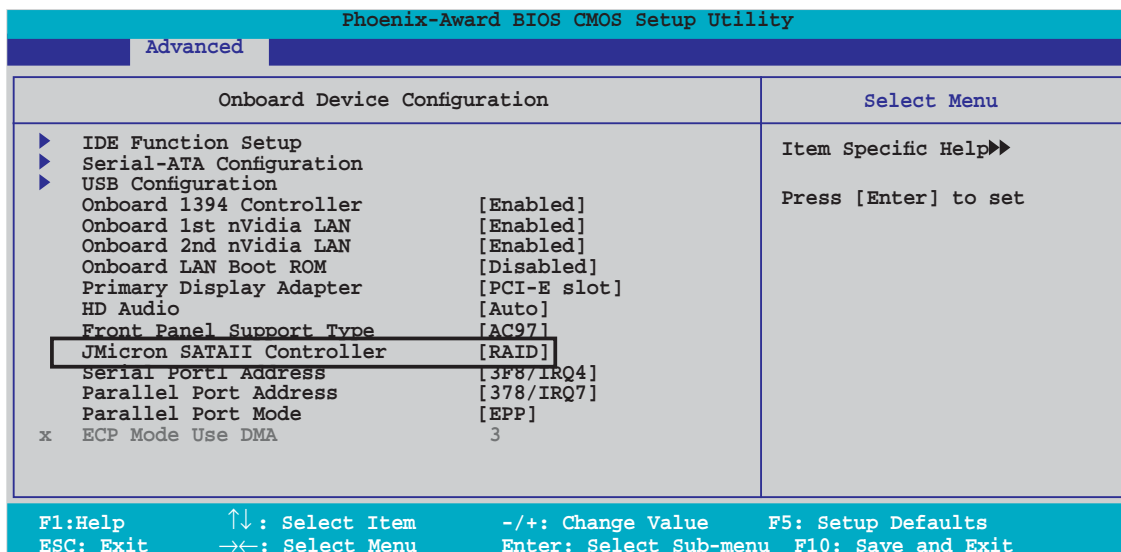 Phoenix-Award BIOS CMOS Setup Utility
Advanced
Onboard Device Configuration
Select Menu
IDE Function Setup
Serial-ATA Configuration
USB Configuration
Onboard 1394 Controller [Enabled]
Onboard 1st nVidia LAN [Enabled]
Onboard 2nd nVidia LAN [Enabled]
Onboard LAN Boot ROM [Disabled]
Primary Display Adapter [PCI-E slot]
HD Audio [Auto]
Front Panel Support Type [AC97]
JMicron SATAII Controller [RAID]
Serial Port1 Address [3F8/IRQ4]
Parallel Port Address [378/IRQ7]
Parallel Port Mode [EPP]
x ECP Mode Use DMA 3
Item Specific Help▶▶
Press [Enter] to set
F1:Help ↑↓: Select Item -/+: Change Value F5: Setup Defaults
ESC: Exit →←: Select Menu Enter: Select Sub-menu F10: Save and Exit